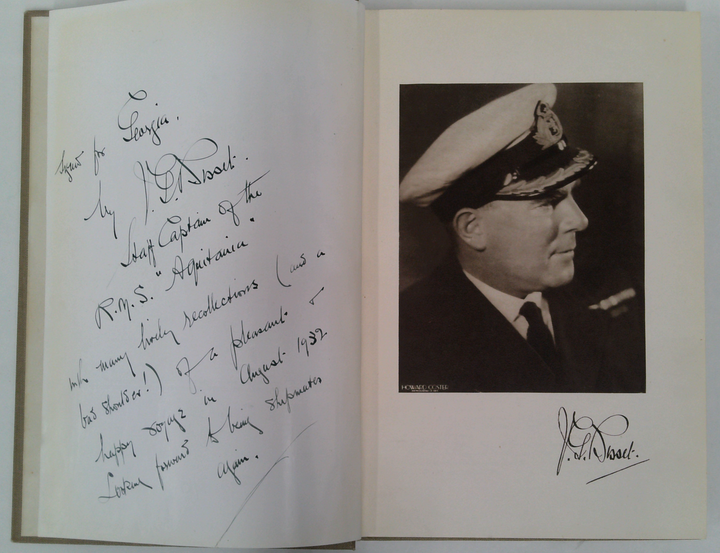 Signed for Georgia.
by J.G.P. Bisset.
Staff Captain of the
R.M.S. "Aquitania"
with many lively recollections (and a
bad shoulder!) of a pleasant &
happy voyage in August 1932
Looking forward to being shipmates
again.
HOWARD COSTER
J.G.P. Bisset.